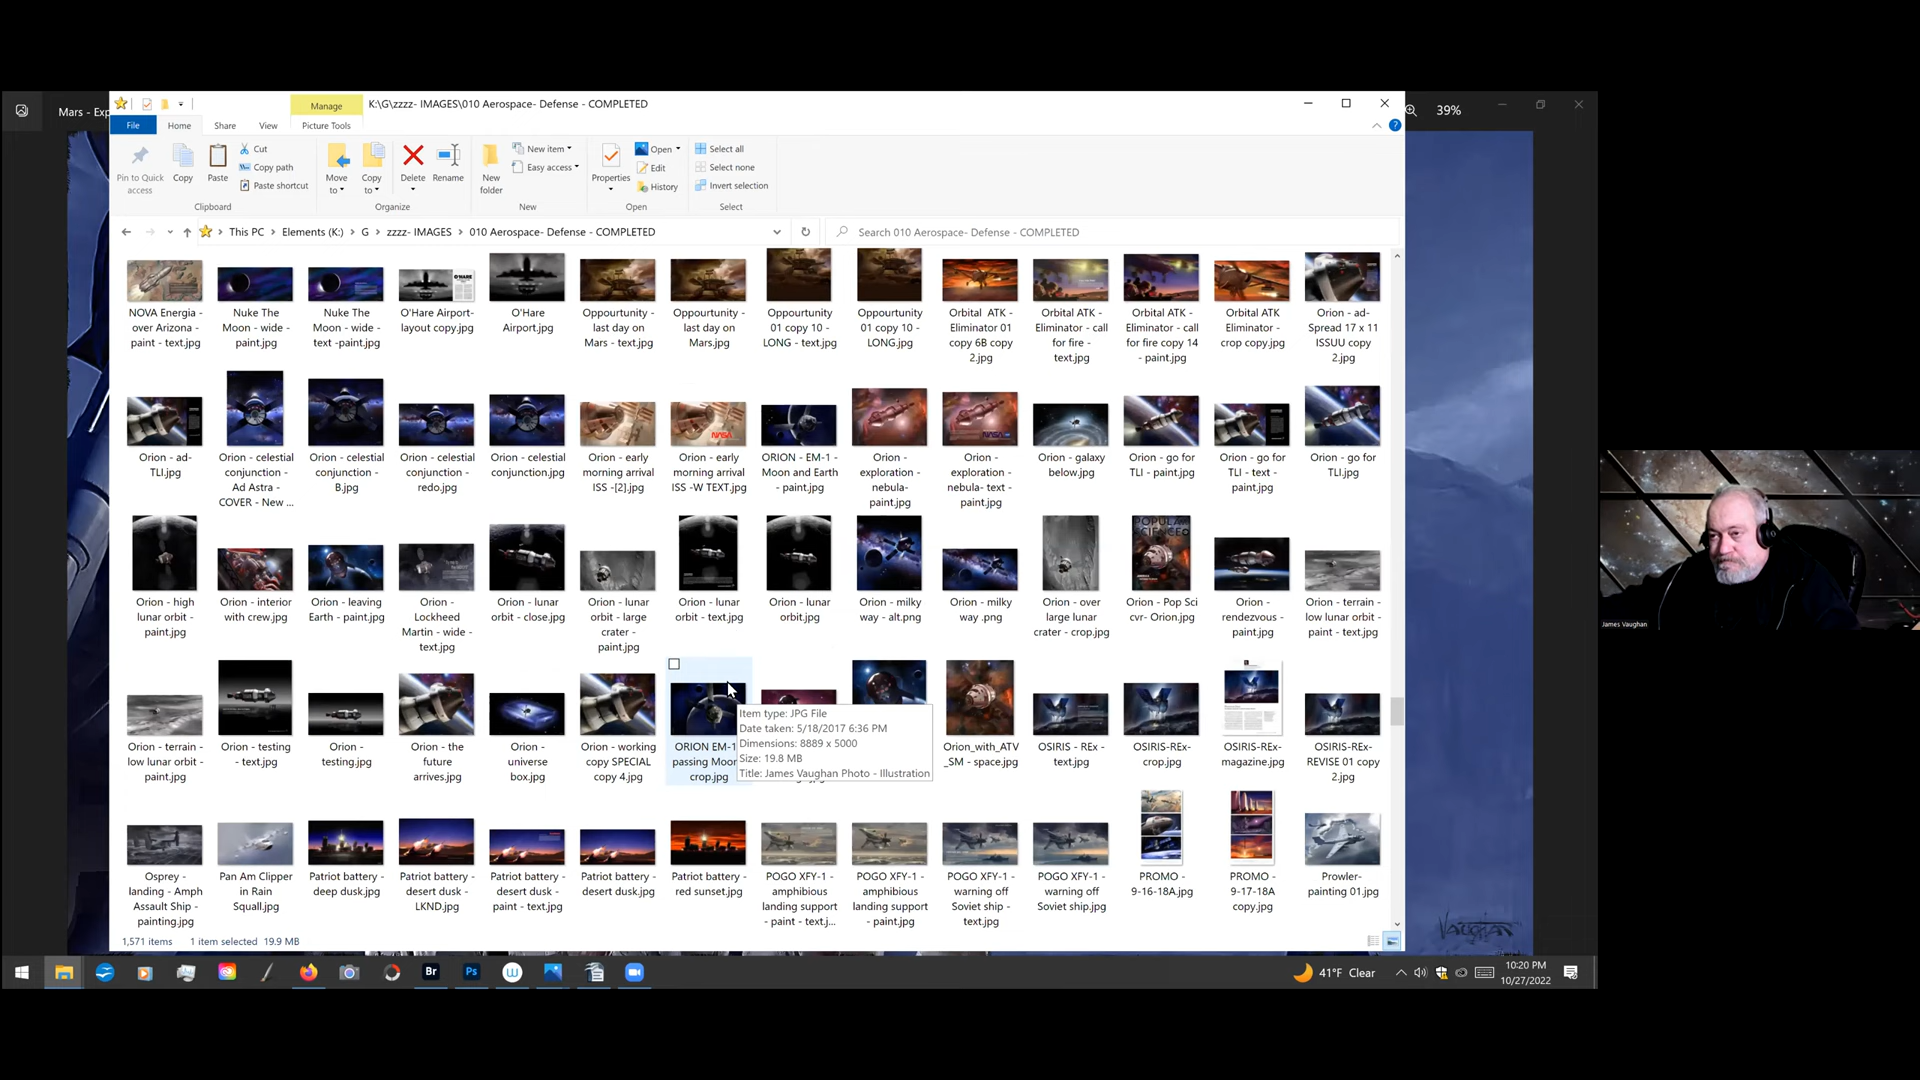 Mars - Exp
Manage
K:\G\zzzz- IMAGES\010 Aerospace- Defense - COMPLETED
39%
File
Home
Share
View
Picture Tools
Pin to Quick
access
Copy
Paste
Cut
Copy path
Paste shortcut
Move
to
Copy
to
Delete
Rename
New
folder
New item
Easy access
Properties
Open
Edit
History
Select all
Select none
Invert selection
Clipboard
Organize
New
Open
Select
This PC
Elements (K:)
G
zzzz- IMAGES
010 Aerospace- Defense - COMPLETED
Search 010 Aerospace- Defense - COMPLETED
NOVA Energia -
over Arizona -
paint - text.jpg
Nuke The
Moon - wide -
paint.jpg
Nuke The
Moon - wide -
text -paint.jpg
O'Hare Airport-
layout copy.jpg
O'Hare
Airport.jpg
Oppourtunity -
last day on
Mars - text.jpg
Oppourtunity -
last day on
Mars.jpg
Oppourtunity
01 copy 10 -
LONG - text.jpg
Oppourtunity
01 copy 10 -
LONG.jpg
Orbital ATK -
Eliminator 01
copy 6B copy
2.jpg
Orbital ATK -
Eliminator - call
for fire -
text.jpg
Orbital ATK -
Eliminator - call
for fire copy 14
- paint.jpg
Orbital ATK
Eliminator -
crop copy.jpg
Orion - ad-
Spread 17 x 11
ISSUU copy
2.jpg
Orion - ad-
TLI.jpg
Orion - celestial
conjunction -
Ad Astra -
COVER - New ...
Orion - celestial
conjunction -
B.jpg
Orion - celestial
conjunction -
redo.jpg
Orion - celestial
conjunction.jpg
Orion - early
morning arrival
ISS -[2].jpg
Orion - early
morning arrival
ISS -W TEXT.jpg
ORION - EM-1 -
Moon and Earth
- paint.jpg
Orion -
exploration -
nebula-
paint.jpg
Orion -
exploration -
nebula- text -
paint.jpg
Orion - galaxy
below.jpg
Orion - go for
TLI - paint.jpg
Orion - go for
TLI - text -
paint.jpg
Orion - go for
TLI.jpg
Orion - high
lunar orbit -
paint.jpg
Orion - interior
with crew.jpg
Orion - leaving
Earth - paint.jpg
Orion -
Lockheed
Martin - wide -
text.jpg
Orion - lunar
orbit - close.jpg
Orion - lunar
orbit - large
crater -
paint.jpg
Orion - lunar
orbit - text.jpg
Orion - lunar
orbit.jpg
Orion - milky
way - alt.png
Orion - milky
way .png
Orion - over
large lunar
crater - crop.jpg
POPULAR
SCIENCE
Orion - Pop Sci
cvr- Orion.jpg
Orion -
rendezvous -
paint.jpg
Orion - terrain -
low lunar orbit -
paint - text.jpg
Orion - terrain -
low lunar orbit -
paint.jpg
Orion - testing
- text.jpg
Orion -
testing.jpg
Orion - the
future
arrives.jpg
Orion -
universe
box.jpg
Orion - working
copy SPECIAL
copy 4.jpg
ORION EM-1
passing Moon
crop.jpg
Item type: JPG File
Date taken: 5/18/2017 6:36 PM
Dimensions: 8889 x 5000
Size: 19.8 MB
Title: James Vaughan Photo - Illustration
Orion_with_ATV
_SM - space.jpg
OSIRIS - REx -
text.jpg
OSIRIS-REx-
crop.jpg
OSIRIS-REx-
magazine.jpg
OSIRIS-REx-
REVISE 01 copy
2.jpg
Osprey -
landing - Amph
Assault Ship -
painting.jpg
Pan Am Clipper
in Rain
Squall.jpg
Patriot battery -
deep dusk.jpg
Patriot battery -
desert dusk -
LKND.jpg
Patriot battery -
desert dusk -
paint - text.jpg
Patriot battery -
desert dusk.jpg
Patriot battery -
red sunset.jpg
POGO XFY-1 -
amphibious
landing support
- paint - text.j...
POGO XFY-1 -
amphibious
landing support
- paint.jpg
POGO XFY-1 -
warning off
Soviet ship -
text.jpg
POGO XFY-1 -
warning off
Soviet ship.jpg
PROMO -
9-16-18A.jpg
PROMO -
9-17-18A
copy.jpg
Prowler-
painting 01.jpg
1,571 items
1 item selected 19.9 MB
Vaughan
James Vaughan
Br
Ps
41°F Clear
10:20 PM
10/27/2022